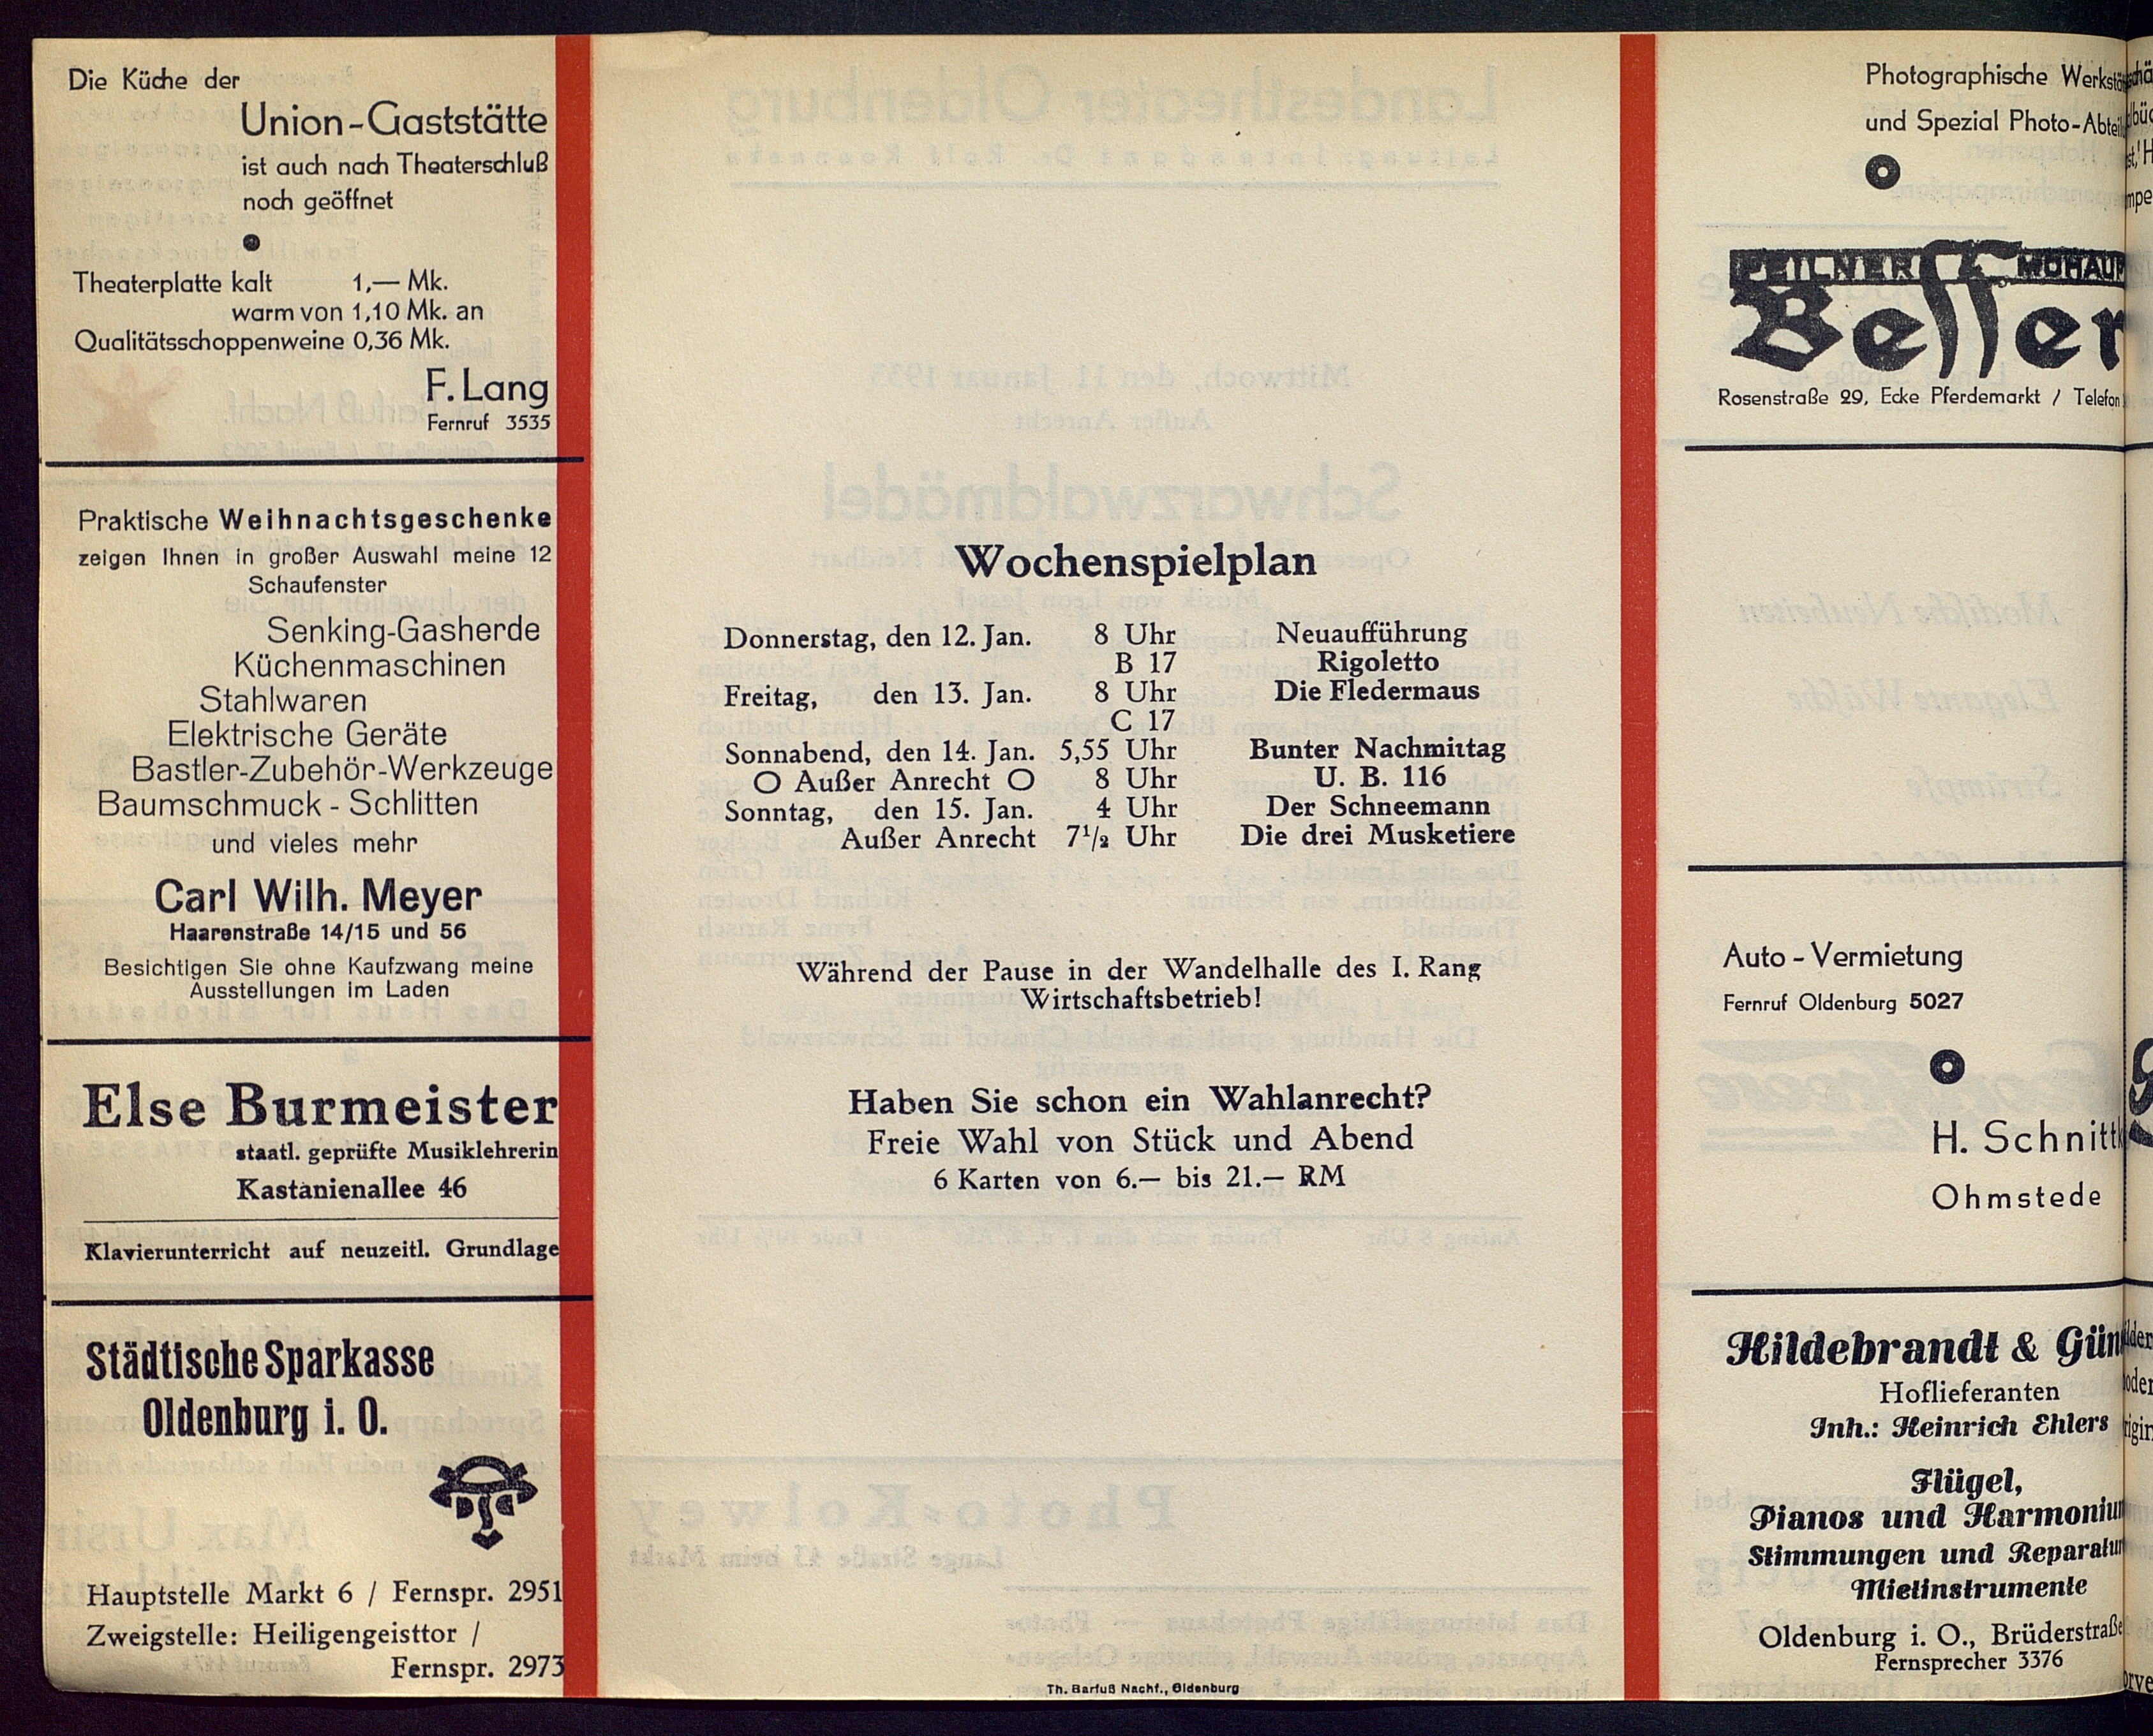 Die Küche der
Union-Gaststätte
ist auch nach Theaterschluß
noch geöffnet
Theaterplatte kalt 1,— Mk.
warm von 1,10 Mk. an
Qualitätsschoppenweine 0,36 Mk.
F. Lang
Fernruf 3535
Praktische Weihnachtsgeschenke
zeigen Ihnen in großer Auswahl meine 12
Schaufenster
Senking-Gasherde
Küchenmaschinen
Stahlwaren
Elektrische Geräte
Bastler-Zubehör-Werkzeuge
Baumschmuck - Schlitten
und vieles mehr
Carl Wilh. Meyer
Haarenstraße 14/15 und 56
Besichtigen Sie ohne Kaufzwang meine
Ausstellungen im Laden
Else Burmeister
staatl. geprüfte Musiklehrerin
Kastanienallee 46
Klavierunterricht auf neuzeitl. Grundlage
Städtische Sparkasse
Oldenburg i. O.
Hauptstelle Markt 6 / Fernspr. 2951
Zweigstelle: Heiligengeisttor /
Fernspr. 2973
Wochenspielplan
Donnerstag, den 12. Jan. 8 Uhr Neuaufführung
B 17 Rigoletto
Freitag, den 13. Jan. 8 Uhr Die Fledermaus
C 17
Sonnabend, den 14. Jan. 5,55 Uhr Bunter Nachmittag
O Außer Anrecht O 8 Uhr U. B. 116
Sonntag, den 15. Jan. 4 Uhr Der Schneemann
Außer Anrecht 7½ Uhr Die drei Musketiere
Während der Pause in der Wandelhalle des I. Rang
Wirtschaftsbetrieb!
Haben Sie schon ein Wahlanrecht?
Freie Wahl von Stück und Abend
6 Karten von 6.— bis 21.— RM
Th. Barfuß Nachf., Oldenburg
Photographische
und Spezial
Besser
Rosenstraße 29, Ecke Pferdemarkt / Telefon
Auto - Vermietung
Fernruf Oldenburg 5027
H.
Ohmstede
Hildebrandt &
Hoflieferanten
Inh.: Heinrich Ehlers
Flügel,
Pianos und
Stimmungen und
Mietinstrumente
Oldenburg i. O., Brüderstraße
Fernsprecher 3376